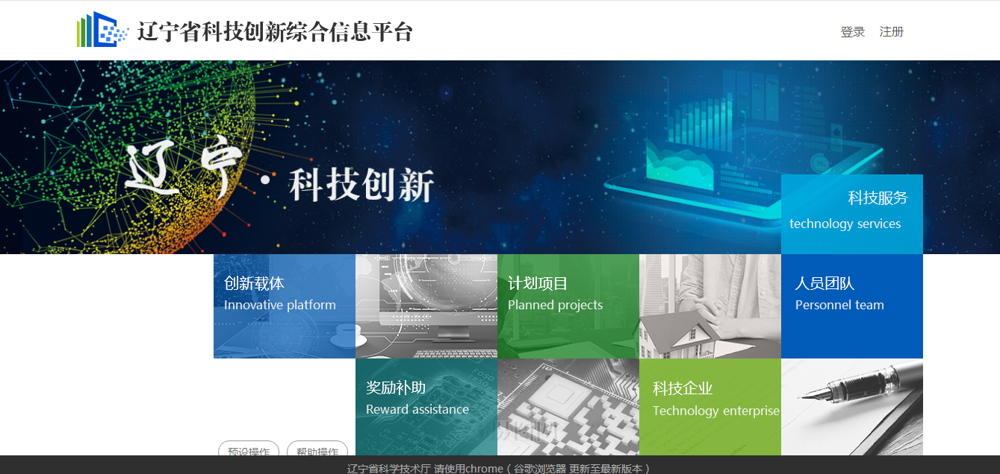 辽宁省科技创新综合信息平台
登录 注册
辽宁·科技创新
科技服务
technology services
创新载体
Innovative platform
计划项目
Planned projects
人员团队
Personnel team
奖励补助
Reward assistance
科技企业
Technology enterprise
预设操作 帮助操作
辽宁省科学技术厅 请使用chrome（谷歌浏览器 更新至最新版本）